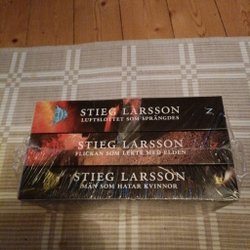 STIEG LARSSON
LUFTSLOTTET SOM SPRÄNGDES
STIEG LARSSON
FLICKAN SOM LEKTE MED ELDEN
STIEG LARSSON
MÄN SOM HATAR KVINNOR